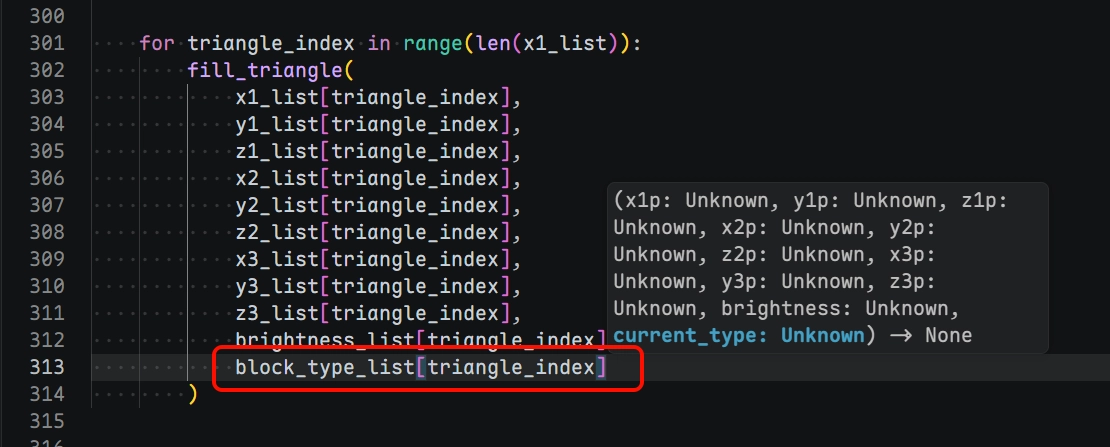 300
301 for triangle_index in range(len(x1_list)):
302 fill_triangle(
303 x1_list[triangle_index],
304 y1_list[triangle_index],
305 z1_list[triangle_index],
306 x2_list[triangle_index],
307 y2_list[triangle_index],
308 z2_list[triangle_index],
309 x3_list[triangle_index],
310 y3_list[triangle_index],
311 z3_list[triangle_index],
312 brightness_list[triangle_index]
313 block_type_list[triangle_index]
314 )
315
316
(x1p: Unknown, y1p: Unknown, z1p:
Unknown, x2p: Unknown, y2p:
Unknown, z2p: Unknown, x3p:
Unknown, y3p: Unknown, z3p:
Unknown, brightness: Unknown,
current_type: Unknown) → None